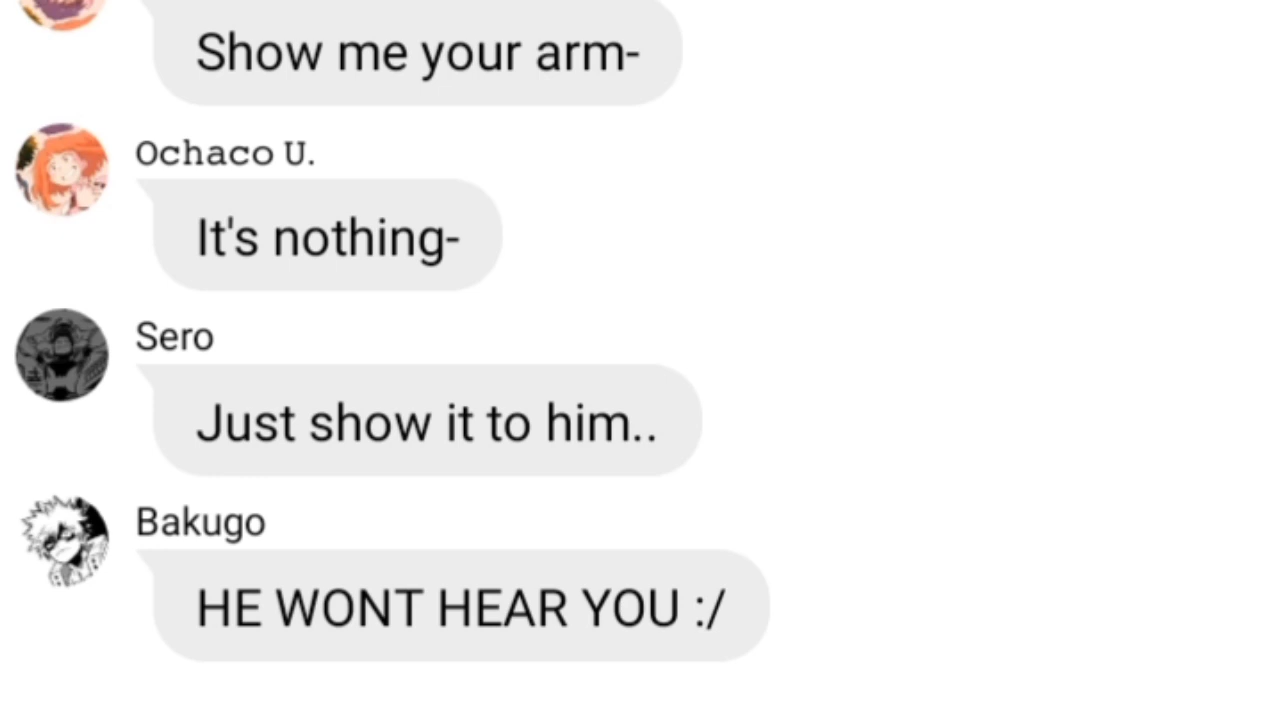 Show me your arm-
Ochaco U.
It's nothing-
Sero
Just show it to him..
Bakugo
HE WONT HEAR YOU :/